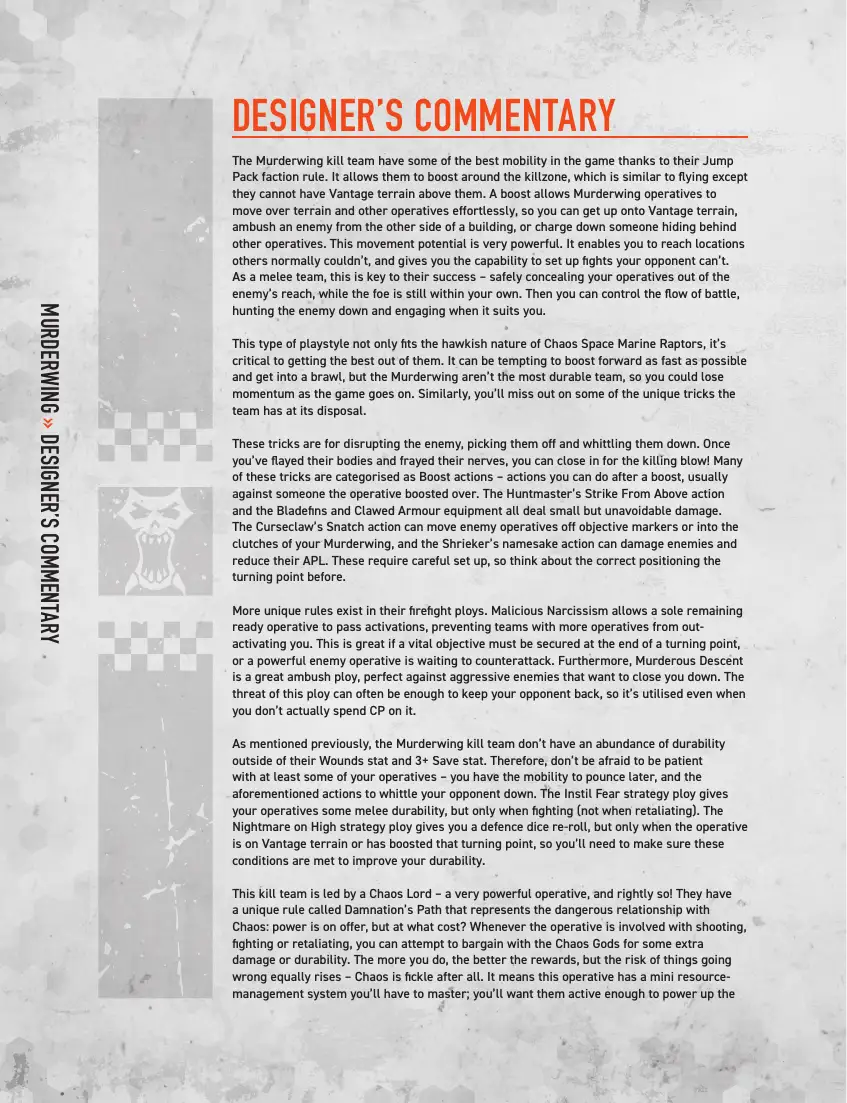 DESIGNER'S COMMENTARY
The Murderwing kill team have some of the best mobility in the game thanks to their Jump
Pack faction rule. It allows them to boost around the killzone, which is similar to flying except
they cannot have Vantage terrain above them. A boost allows Murderwing operatives to
move over terrain and other operatives effortlessly, so you can get up onto Vantage terrain,
ambush an enemy from the other side of a building, or charge down someone hiding behind
other operatives. This movement potential is very powerful. It enables you to reach locations
others normally couldn't, and gives you the capability to set up fights your opponent can't.
As a melee team, this is key to their success – safely concealing your operatives out of the
enemy's reach, while the foe is still within your own. Then you can control the flow of battle,
hunting the enemy down and engaging when it suits you.
This type of playstyle not only fits the hawkish nature of Chaos Space Marine Raptors, it's
critical to getting the best out of them. It can be tempting to boost forward as fast as possible
and get into a brawl, but the Murderwing aren't the most durable team, so you could lose
momentum as the game goes on. Similarly, you'll miss out on some of the unique tricks the
team has at its disposal.
These tricks are for disrupting the enemy, picking them off and whittling them down. Once
you've flayed their bodies and frayed their nerves, you can close in for the killing blow! Many
of these tricks are categorised as Boost actions – actions you can do after a boost, usually
against someone the operative boosted over. The Huntmaster's Strike From Above action
and the Bladefins and Clawed Armour equipment all deal small but unavoidable damage.
The Curseclaw's Snatch action can move enemy operatives off objective markers or into the
clutches of your Murderwing, and the Shrieker's namesake action can damage enemies and
reduce their APL. These require careful set up, so think about the correct positioning the
turning point before.
More unique rules exist in their firefight ploys. Malicious Narcissism allows a sole remaining
ready operative to pass activations, preventing teams with more operatives from out-
activating you. This is great if a vital objective must be secured at the end of a turning point,
or a powerful enemy operative is waiting to counterattack. Furthermore, Murderous Descent
is a great ambush ploy, perfect against aggressive enemies that want to close you down. The
threat of this ploy can often be enough to keep your opponent back, so it's utilised even when
you don't actually spend CP on it.
As mentioned previously, the Murderwing kill team don't have an abundance of durability
outside of their Wounds stat and 3+ Save stat. Therefore, don't be afraid to be patient
with at least some of your operatives – you have the mobility to pounce later, and the
aforementioned actions to whittle your opponent down. The Instil Fear strategy ploy gives
your operatives some melee durability, but only when fighting (not when retaliating). The
Nightmare on High strategy ploy gives you a defence dice re-roll, but only when the operative
is on Vantage terrain or has boosted that turning point, so you'll need to make sure these
conditions are met to improve your durability.
This kill team is led by a Chaos Lord – a very powerful operative, and rightly so! They have
a unique rule called Damnation's Path that represents the dangerous relationship with
Chaos: power is on offer, but at what cost? Whenever the operative is involved with shooting,
fighting or retaliating, you can attempt to bargain with the Chaos Gods for some extra
damage or durability. The more you do, the better the rewards, but the risk of things going
wrong equally rises – Chaos is fickle after all. It means this operative has a mini resource-
management system you'll have to master; you'll want them active enough to power up the
MURDERWING » DESIGNER'S COMMENTARY